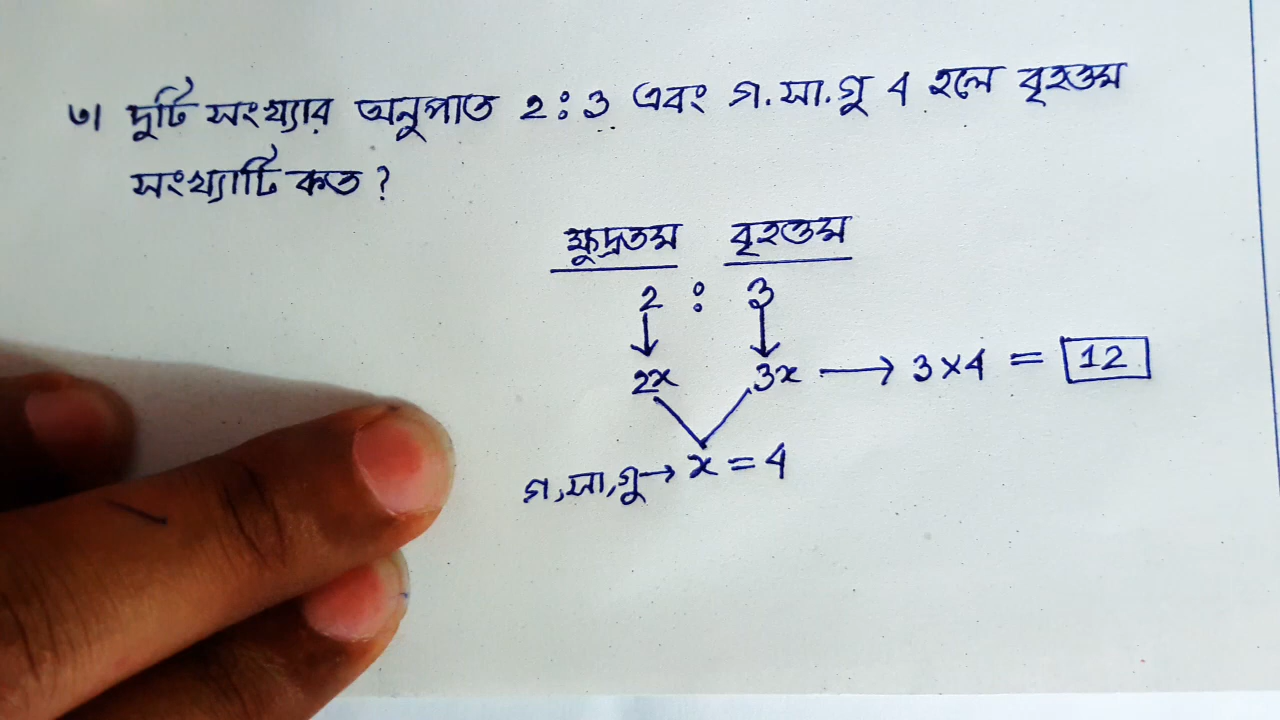 ৩। দুটি সংখ্যার অনুপাত 2 : 3 এবং গ.সা.গু 4 হলে বৃহত্তম
সংখ্যাটি কত ?
ক্ষুদ্রতম বৃহত্তম
2 : 3
2x 3x → 3×4 = 12
গ,সা,গু → x = 4